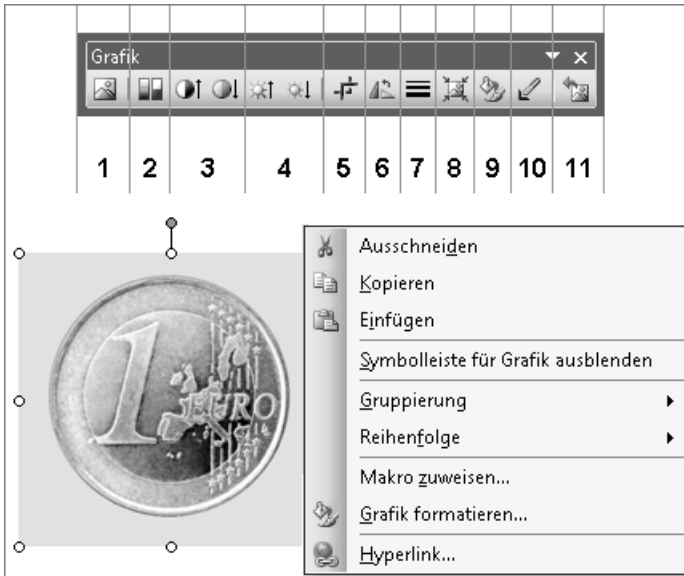 Grafik
1 2 3 4 5 6 7 8 9 10 11
Ausschneiden
Kopieren
Einfügen
Symbolleiste für Grafik ausblenden
Gruppierung
Reihenfolge
Makro zuweisen...
Grafik formatieren...
Hyperlink...
1 EURO